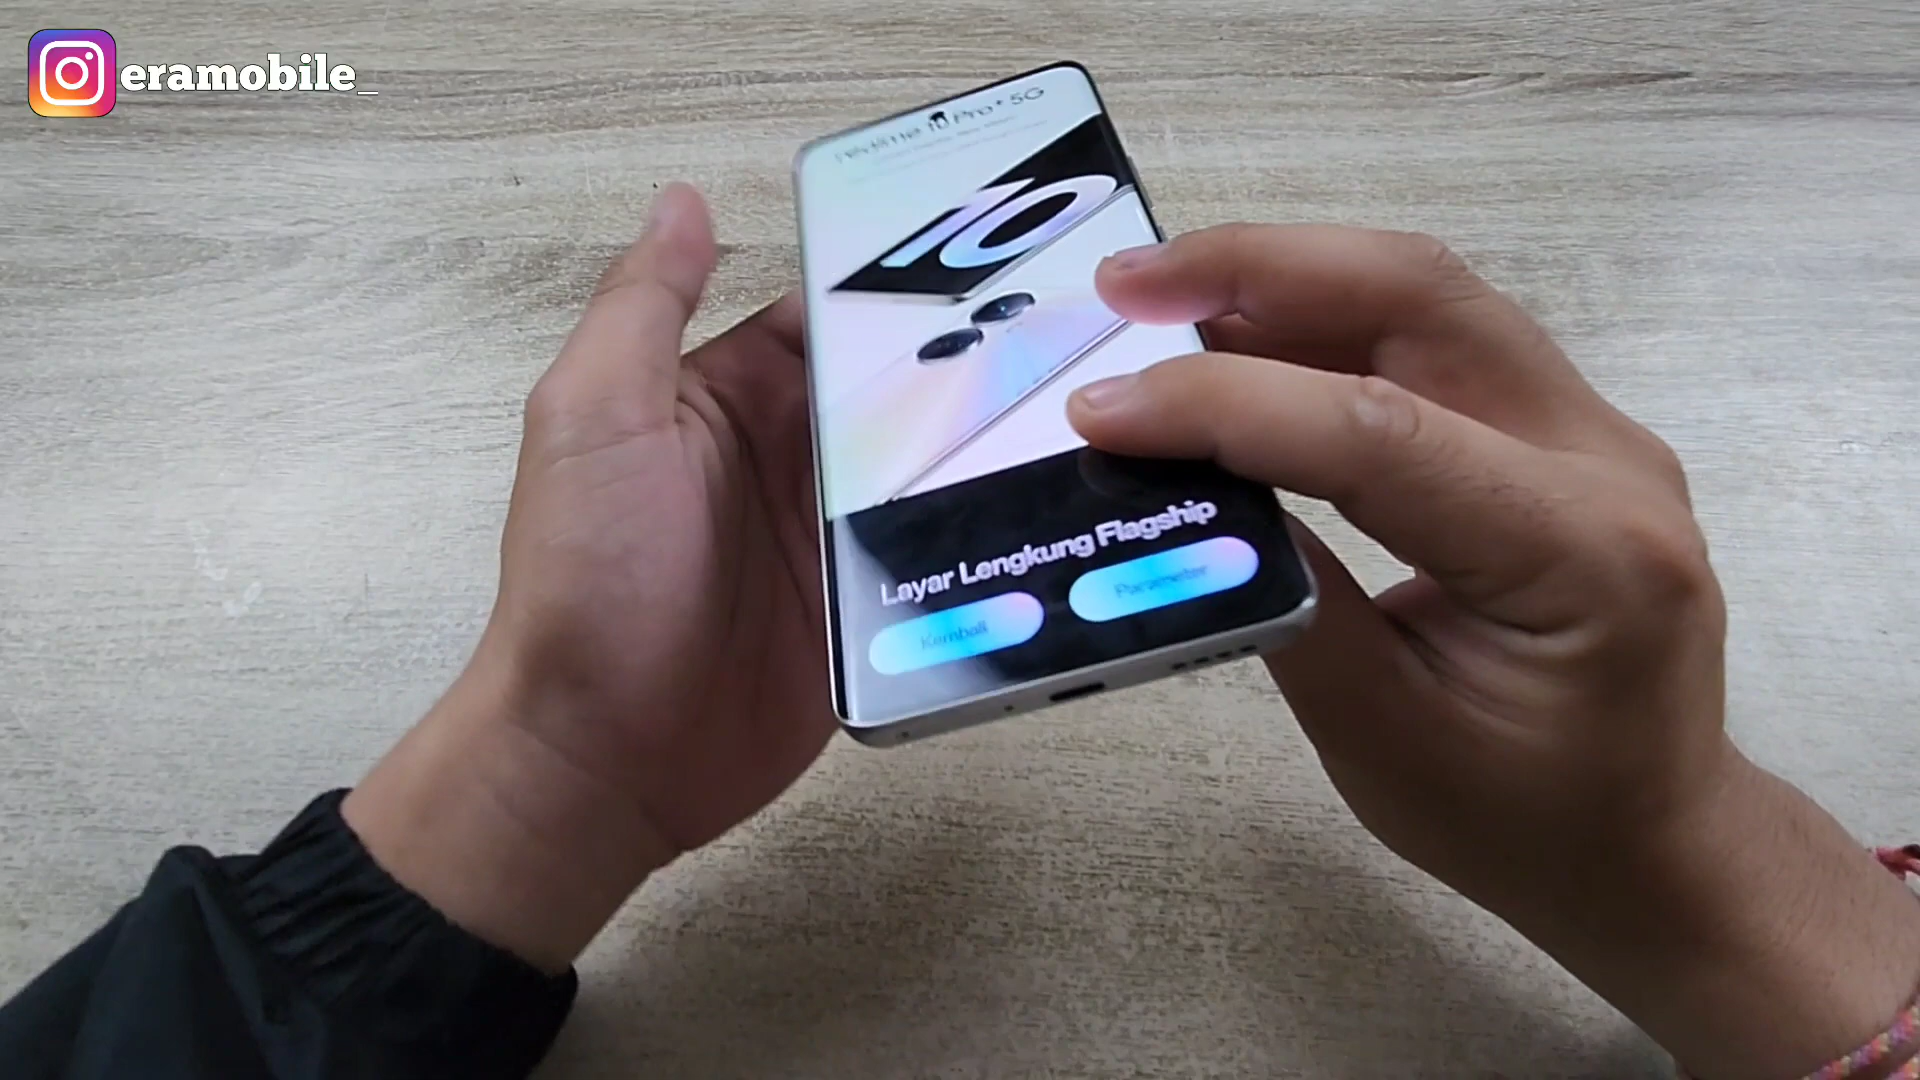 eramobile_
realme 10 Pro+ 5G
10
Layar Lengkung Flagship
Kembali
Parameter